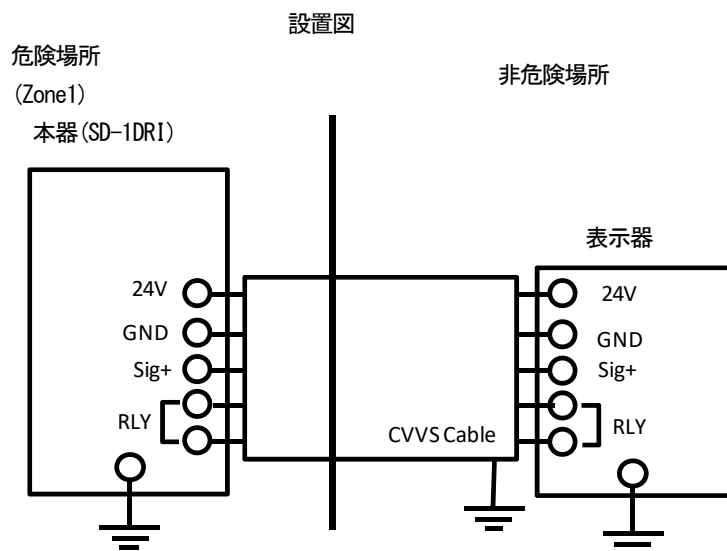 設置図
危険場所
(Zone1)
本器(SD-1DRI)
非危険場所
表示器
24V
GND
Sig+
RLY
CVVS Cable
24V
GND
Sig+
RLY